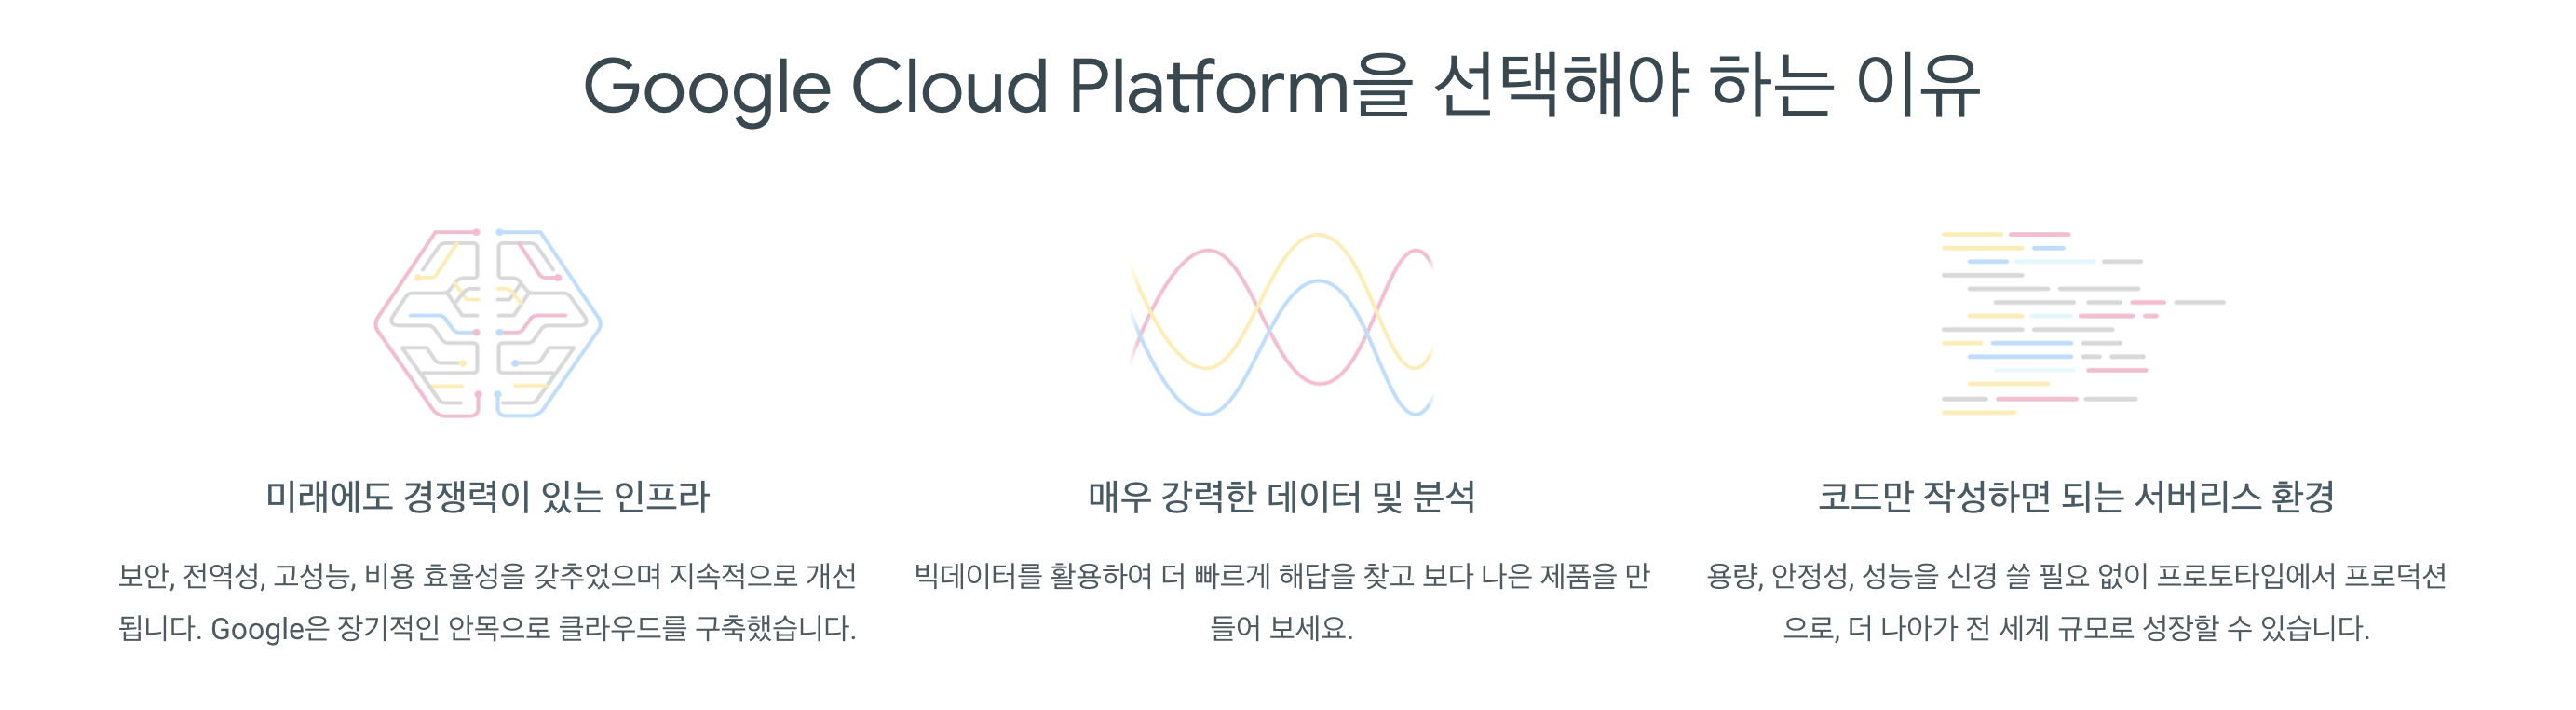 Google Cloud Platform을 선택해야 하는 이유
미래에도 경쟁력이 있는 인프라
보안, 전역성, 고성능, 비용 효율성을 갖추었으며 지속적으로 개선
됩니다. Google은 장기적인 안목으로 클라우드를 구축했습니다.
매우 강력한 데이터 및 분석
빅데이터를 활용하여 더 빠르게 해답을 찾고 보다 나은 제품을 만
들어 보세요.
코드만 작성하면 되는 서버리스 환경
용량, 안정성, 성능을 신경 쓸 필요 없이 프로토타입에서 프로덕션
으로, 더 나아가 전 세계 규모로 성장할 수 있습니다.